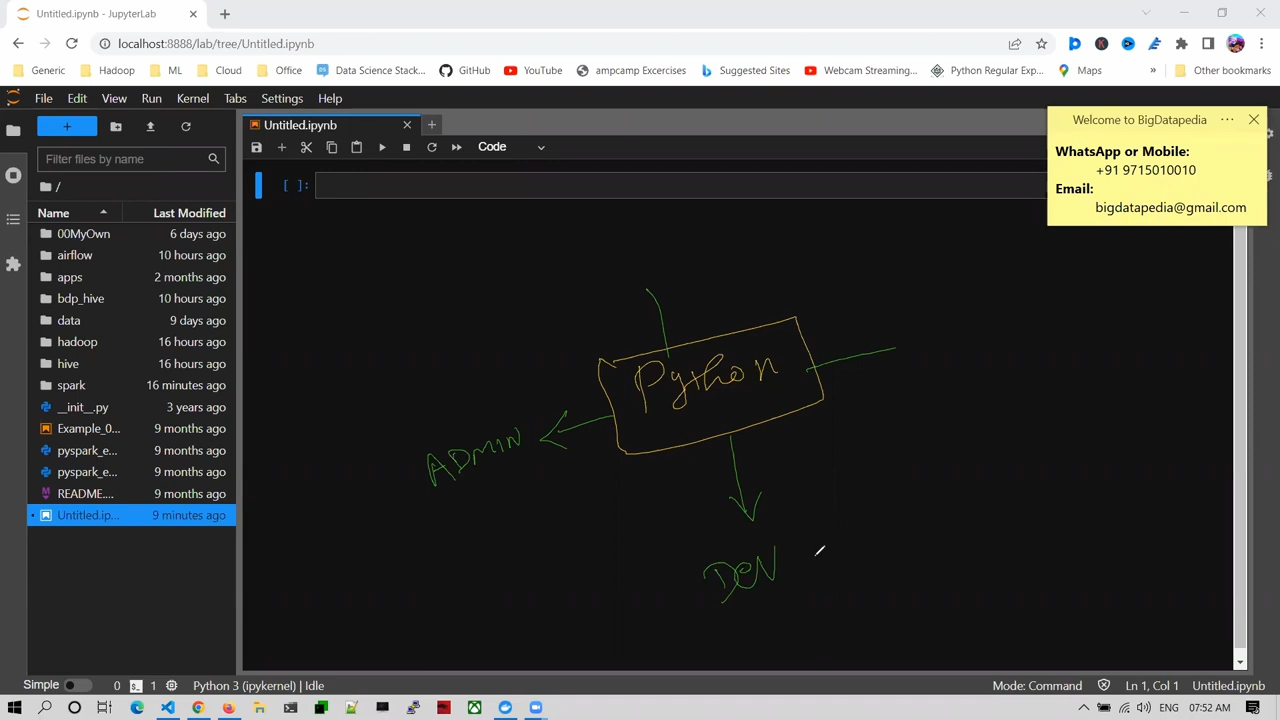 Untitled.ipynb - JupyterLab
localhost:8888/lab/tree/Untitled.ipynb
Generic Hadoop ML Cloud Office Data Science Stack... GitHub YouTube ampcamp Excercises Suggested Sites Webcam Streaming... Python Regular Exp... Maps » Other bookmarks
File Edit View Run Kernel Tabs Settings Help
Untitled.ipynb
Code
Filter files by name
/
Name Last Modified
00MyOwn 6 days ago
airflow 10 hours ago
apps 2 months ago
bdp_hive 10 hours ago
data 9 days ago
hadoop 16 hours ago
hive 10 hours ago
spark 16 minutes ago
__init__.py 3 years ago
Example_0... 9 months ago
pyspark_e... 9 months ago
pyspark_e... 9 months ago
README.... 9 months ago
Untitled.ip... 9 minutes ago
[ ]:
Welcome to BigDatapedia ...
WhatsApp or Mobile:
+91 9715010010
Email:
bigdatapedia@gmail.com
Python
ADMIN
Simple 0 1 Python 3 (ipykernel) | Idle Mode: Command Ln 1, Col 1 Untitled.ipynb
ENG 07:52 AM